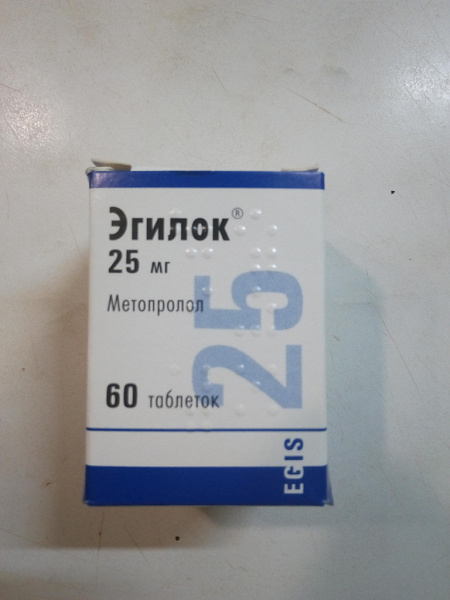 Эгилок®
25 мг
Метопролол
60 таблеток
25
EGIS